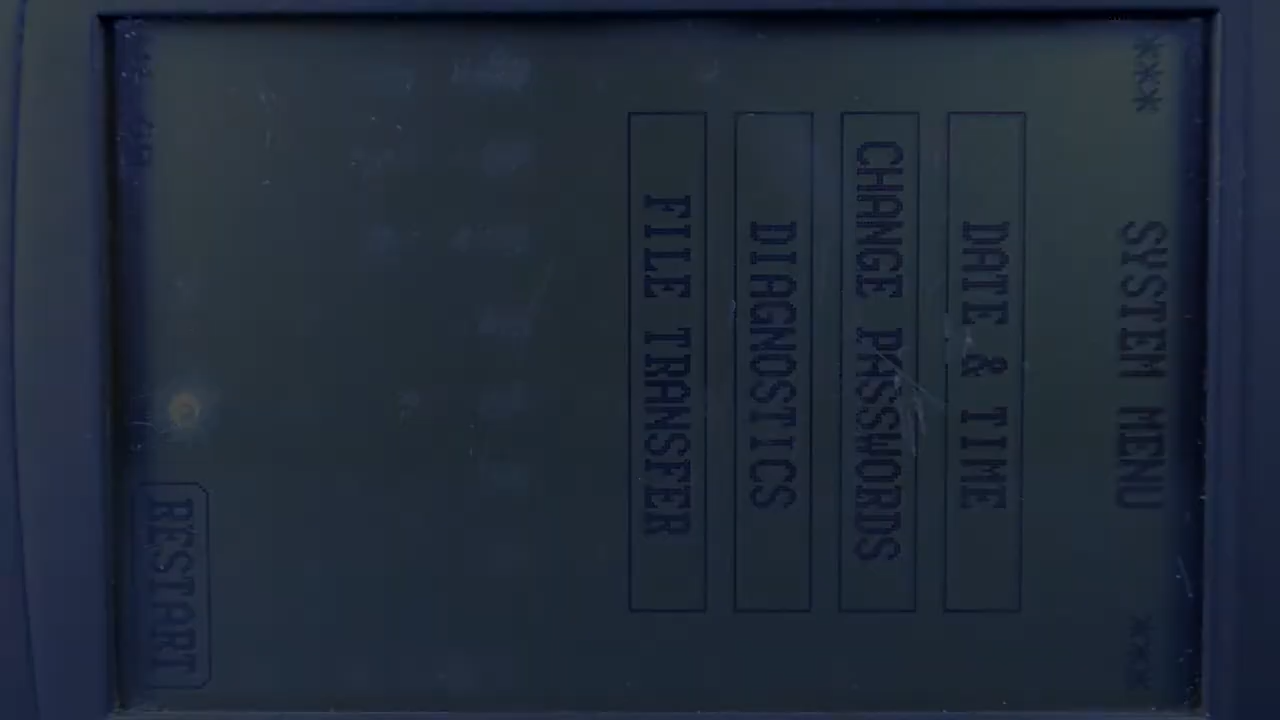 *** SYSTEM MENU ***
DATE & TIME
CHANGE PASSWORDS
DIAGNOSTICS
FILE TRANSFER
RESTART